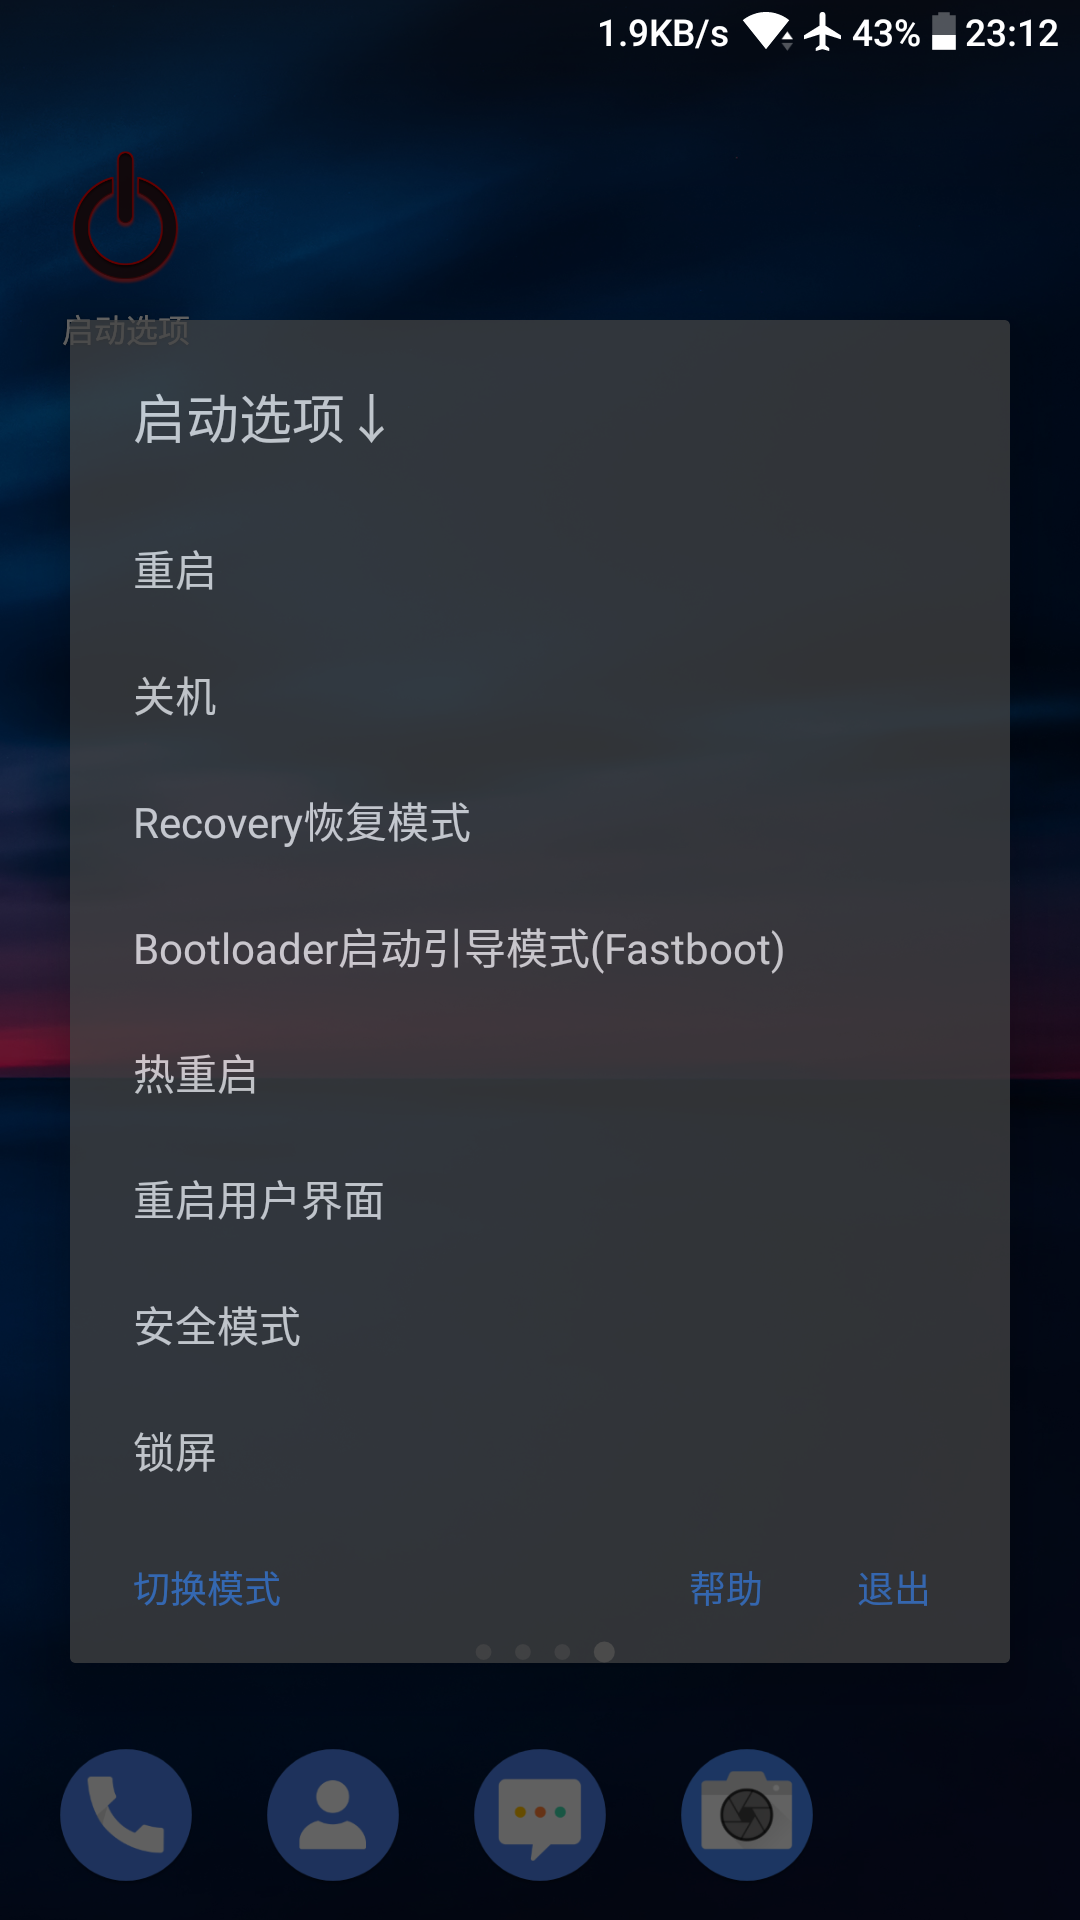 1.9KB/s 43% 23:12
启动选项
启动选项↓
重启
关机
Recovery恢复模式
Bootloader启动引导模式(Fastboot)
热重启
重启用户界面
安全模式
锁屏
切换模式 帮助 退出